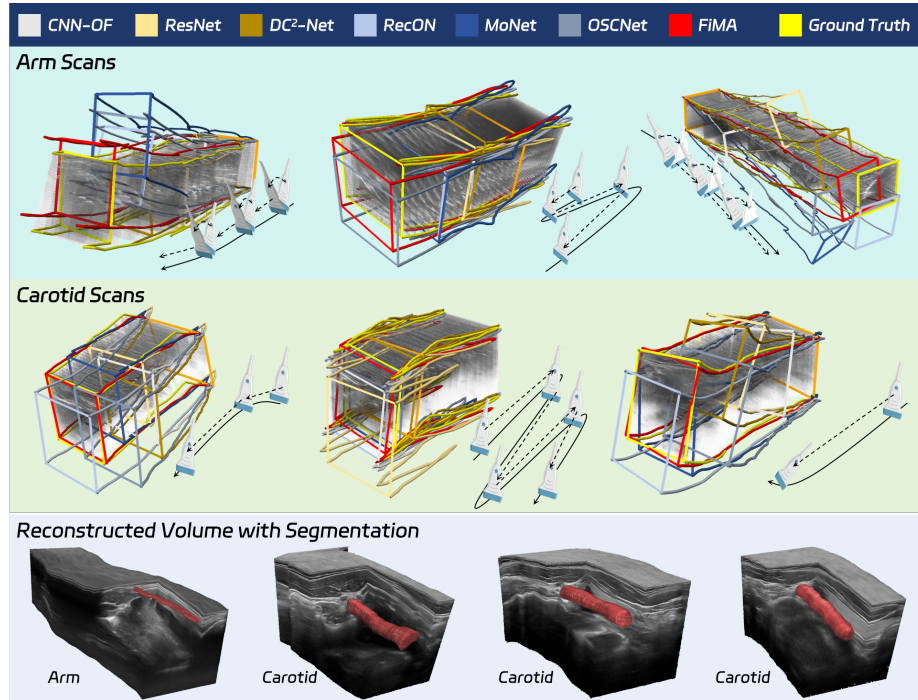 CNN-OF ResNet DC²-Net RecON MoNet OSCNet FiMA Ground Truth
Arm Scans
Carotid Scans
Reconstructed Volume with Segmentation
Arm Carotid Carotid Carotid